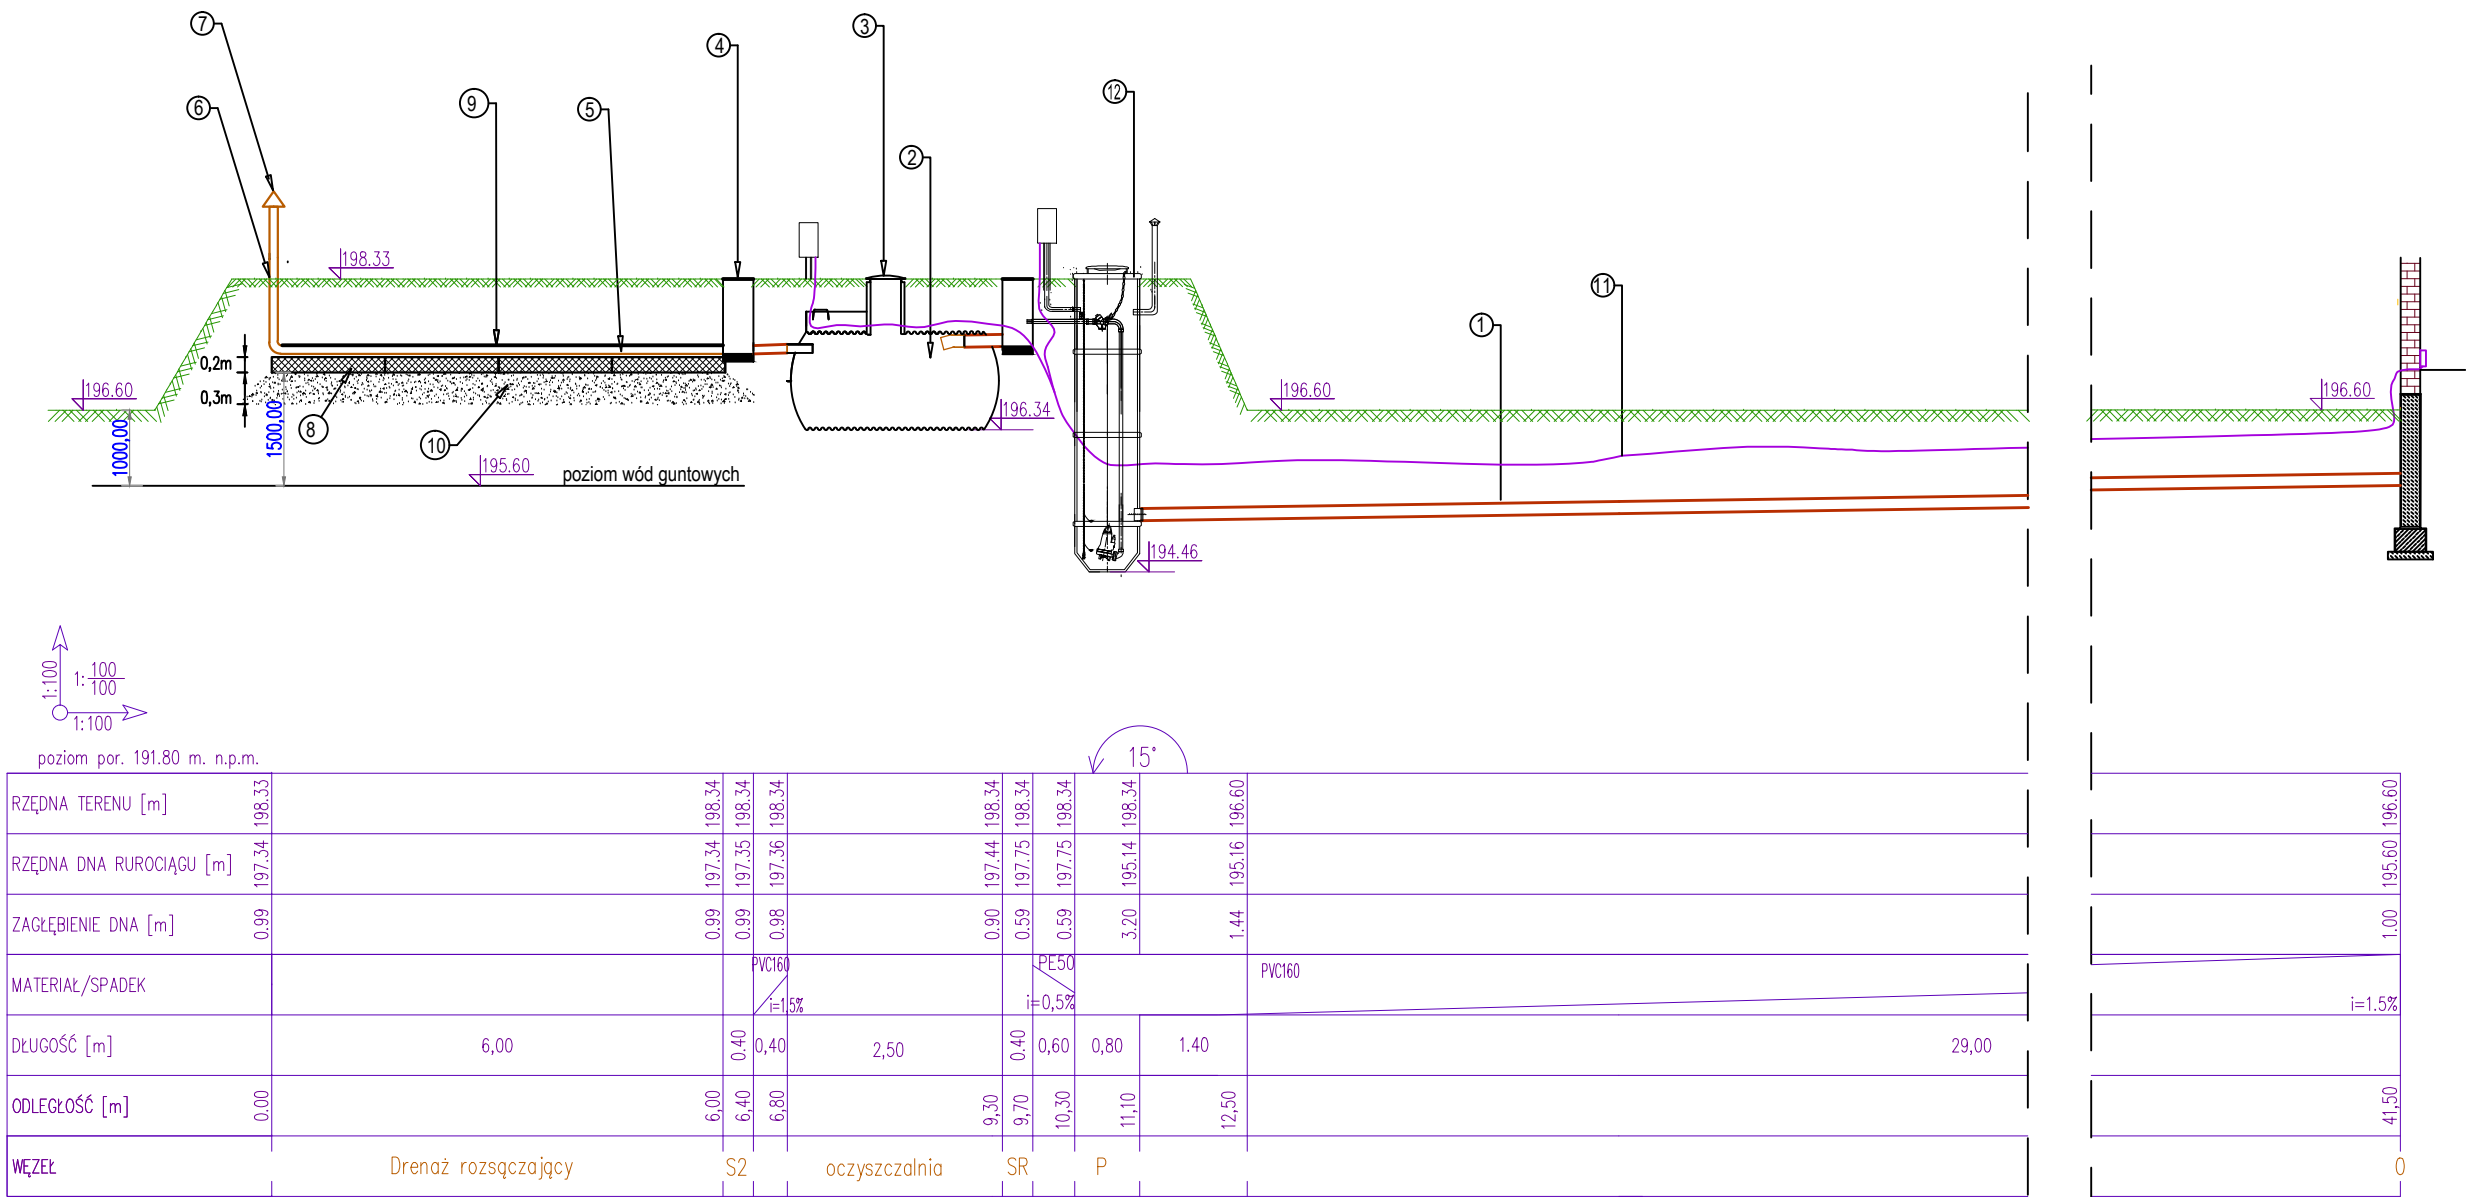 7
3
4
12
9
5
6
2
198.33
11
1
0,2m
196.60
0,3m
196.34
196.60
196.60
1000,00
1500,00
8
10
195.60
poziom wód guntowych
194.46
1:100
1:100/100
1:100
poziom por. 191.80 m. n.p.m.
15°
RZĘDNA TERENU [m] 198.33 198.34 198.34 198.34 198.34 198.34 198.34 198.34 196.60 196.60
RZĘDNA DNA RUROCIĄGU [m] 197.34 197.34 197.35 197.36 197.44 197.75 197.75 195.14 195.16 195.60
ZAGŁĘBIENIE DNA [m] 0.99 0.99 0.99 0.98 0.90 0.59 0.59 3.20 1.44 1.00
MATERIAŁ/SPADEK PVC160 i=1.5% PE50 i=0,5% PVC160 i=1.5%
DŁUGOŚĆ [m] 6,00 0.40 0,40 2,50 0.40 0,60 0,80 1.40 29,00
ODLEGŁOŚĆ [m] 0.00 6,00 6,40 6,80 9,30 9,70 10,30 11,10 12,50 41,50
WĘZEŁ Drenaż rozsączający S2 oczyszczalnia SR P 0